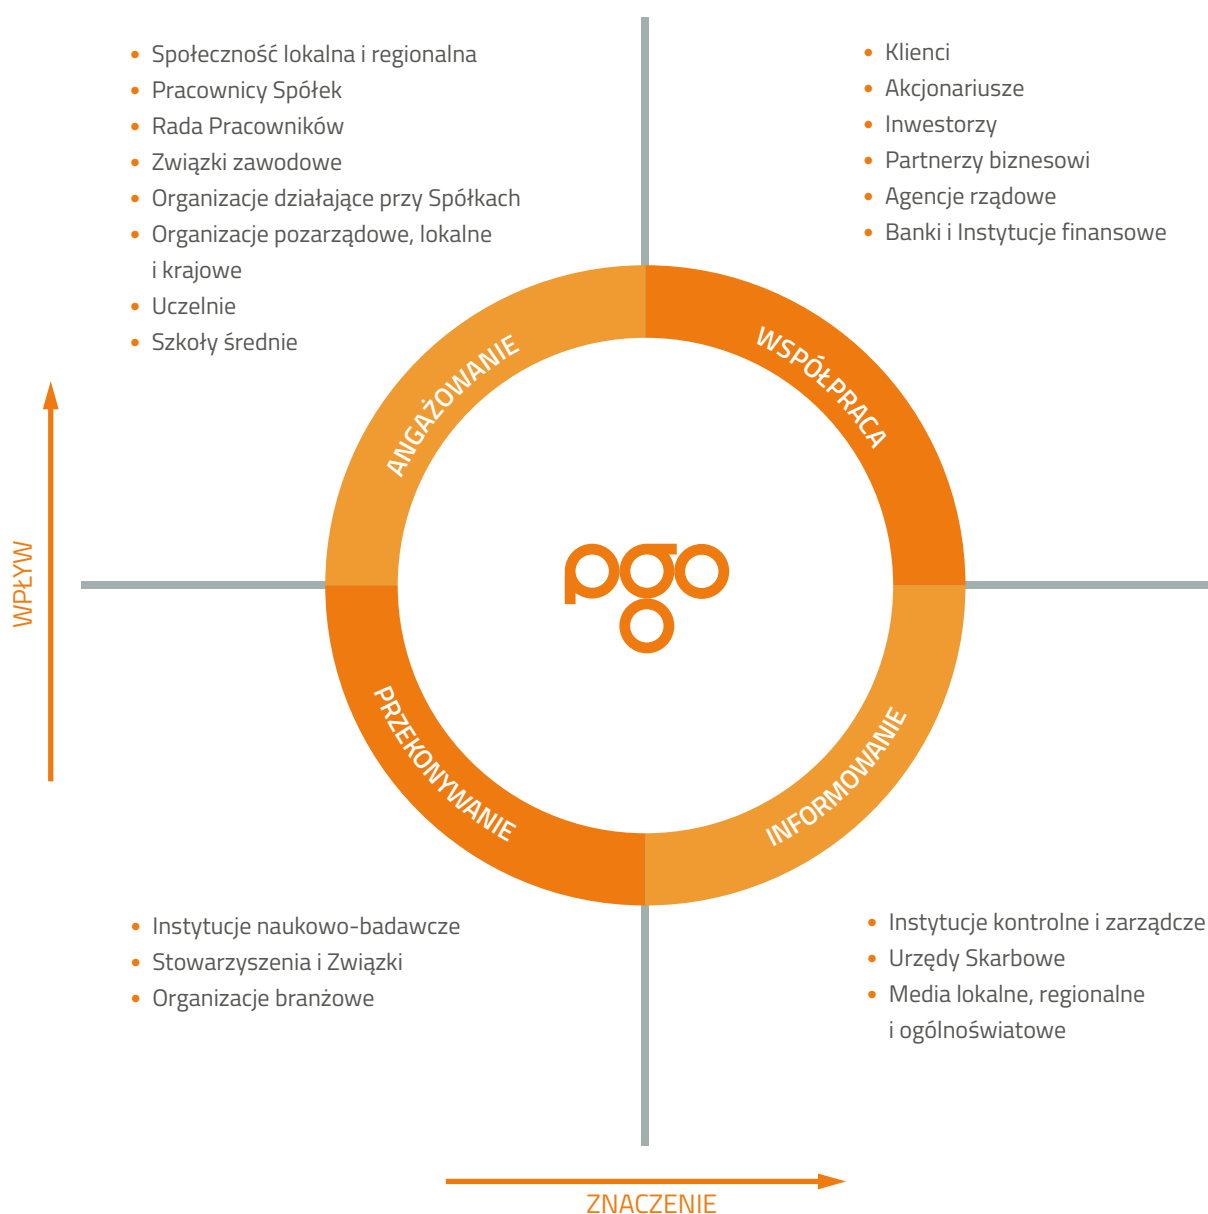 Społeczność lokalna i regionalna
Pracownicy Spółek
Rada Pracowników
Związki zawodowe
Organizacje działające przy Spółkach
Organizacje pozarządowe, lokalne
i krajowe
Uczelnie
Szkoły średnie
Klienci
Akcjonariusze
Inwestorzy
Partnerzy biznesowi
Agencje rządowe
Banki i Instytucje finansowe
ANGAŻOWANIE
WSPÓŁPRACA
WPŁYW
pgo
PRZEKONYWANIE
INFORMOWANIE
Instytucje naukowo-badawcze
Stowarzyszenia i Związki
Organizacje branżowe
Instytucje kontrolne i zarządcze
Urzędy Skarbowe
Media lokalne, regionalne
i ogólnoświatowe
ZNACZENIE